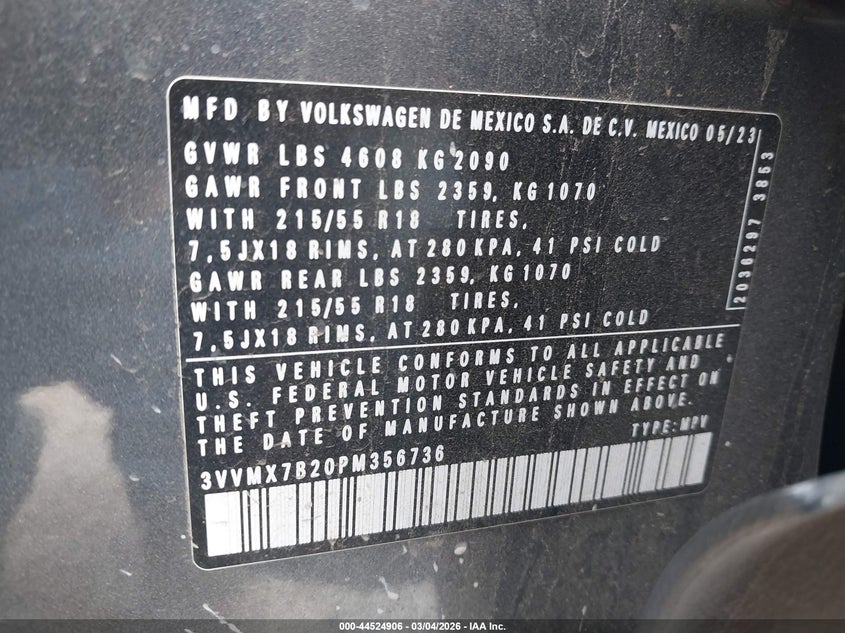 MFD BY VOLKSWAGEN DE MEXICO S.A. DE C.V. MEXICO 05/23
GVWR LBS 4608 KG 2090
GAWR FRONT LBS 2359, KG 1070
WITH 215/55 R18 TIRES,
7,5JX18 RIMS, AT 280 KPA, 41 PSI COLD
GAWR REAR LBS 2359, KG 1070
WITH 215/55 R18 TIRES,
7,5JX18 RIMS, AT 280 KPA, 41 PSI COLD
2036297 3853
THIS VEHICLE CONFORMS TO ALL APPLICABLE
U.S. FEDERAL MOTOR VEHICLE SAFETY AND
THEFT PREVENTION STANDARDS IN EFFECT ON
THE DATE OF MANUFACTURE SHOWN ABOVE.
TYPE: MPV
3VVMX7B20PM356736
000-44524906 - 03/04/2026 - IAA Inc.